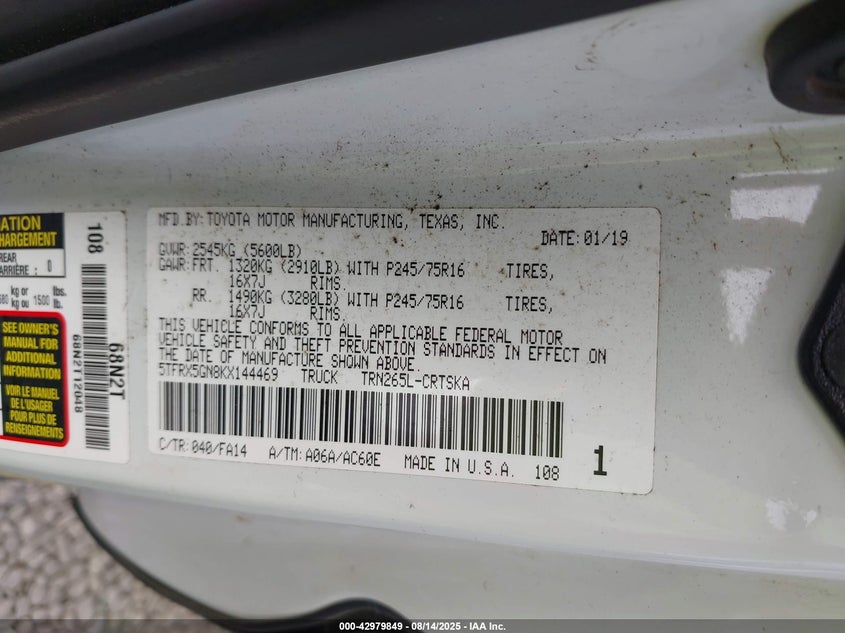 ATION
HARGEMENT
REAR
ARRIÈRE : 0
680 kg or lbs.
kg ou 1500 lb.
SEE OWNER'S
MANUAL FOR
ADDITIONAL
INFORMATION
VOIR LE MANUEL
DE L'USAGER
POUR PLUS DE
RENSEIGNEMENTS
108
68N2T
68N2T12048
MFD.BY: TOYOTA MOTOR MANUFACTURING, TEXAS, INC.
DATE:01/19
GVWR:2545KG (5600LB)
GAWR:FRT. 1320KG (2910LB) WITH P245/75R16 TIRES,
16X7J RIMS.
RR. 1490KG (3280LB) WITH P245/75R16 TIRES,
16X7J RIMS.
THIS VEHICLE CONFORMS TO ALL APPLICABLE FEDERAL MOTOR
VEHICLE SAFETY AND THEFT PREVENTION STANDARDS IN EFFECT ON
THE DATE OF MANUFACTURE SHOWN ABOVE.
5TFRX5GN8KX144469 TRUCK TRN265L-CRTSKA
C/TR:040/FA14 A/TM:A06A/AC60E MADE IN U.S.A. 108 1
000-42979849 - 08/14/2025 - IAA Inc.